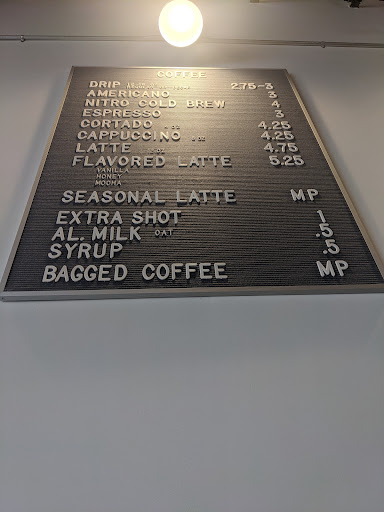 COFFEE
DRIP 2.75-3
AMERICANO 3
NITRO COLD BREW 4
ESPRESSO 3
CORTADO 4.25
CAPPUCCINO 4.25
LATTE 4.75
FLAVORED LATTE 5.25
VANILLA
HONEY
MOCHA
SEASONAL LATTE MP
EXTRA SHOT 1
AL. MILK OAT .5
SYRUP .5
BAGGED COFFEE MP